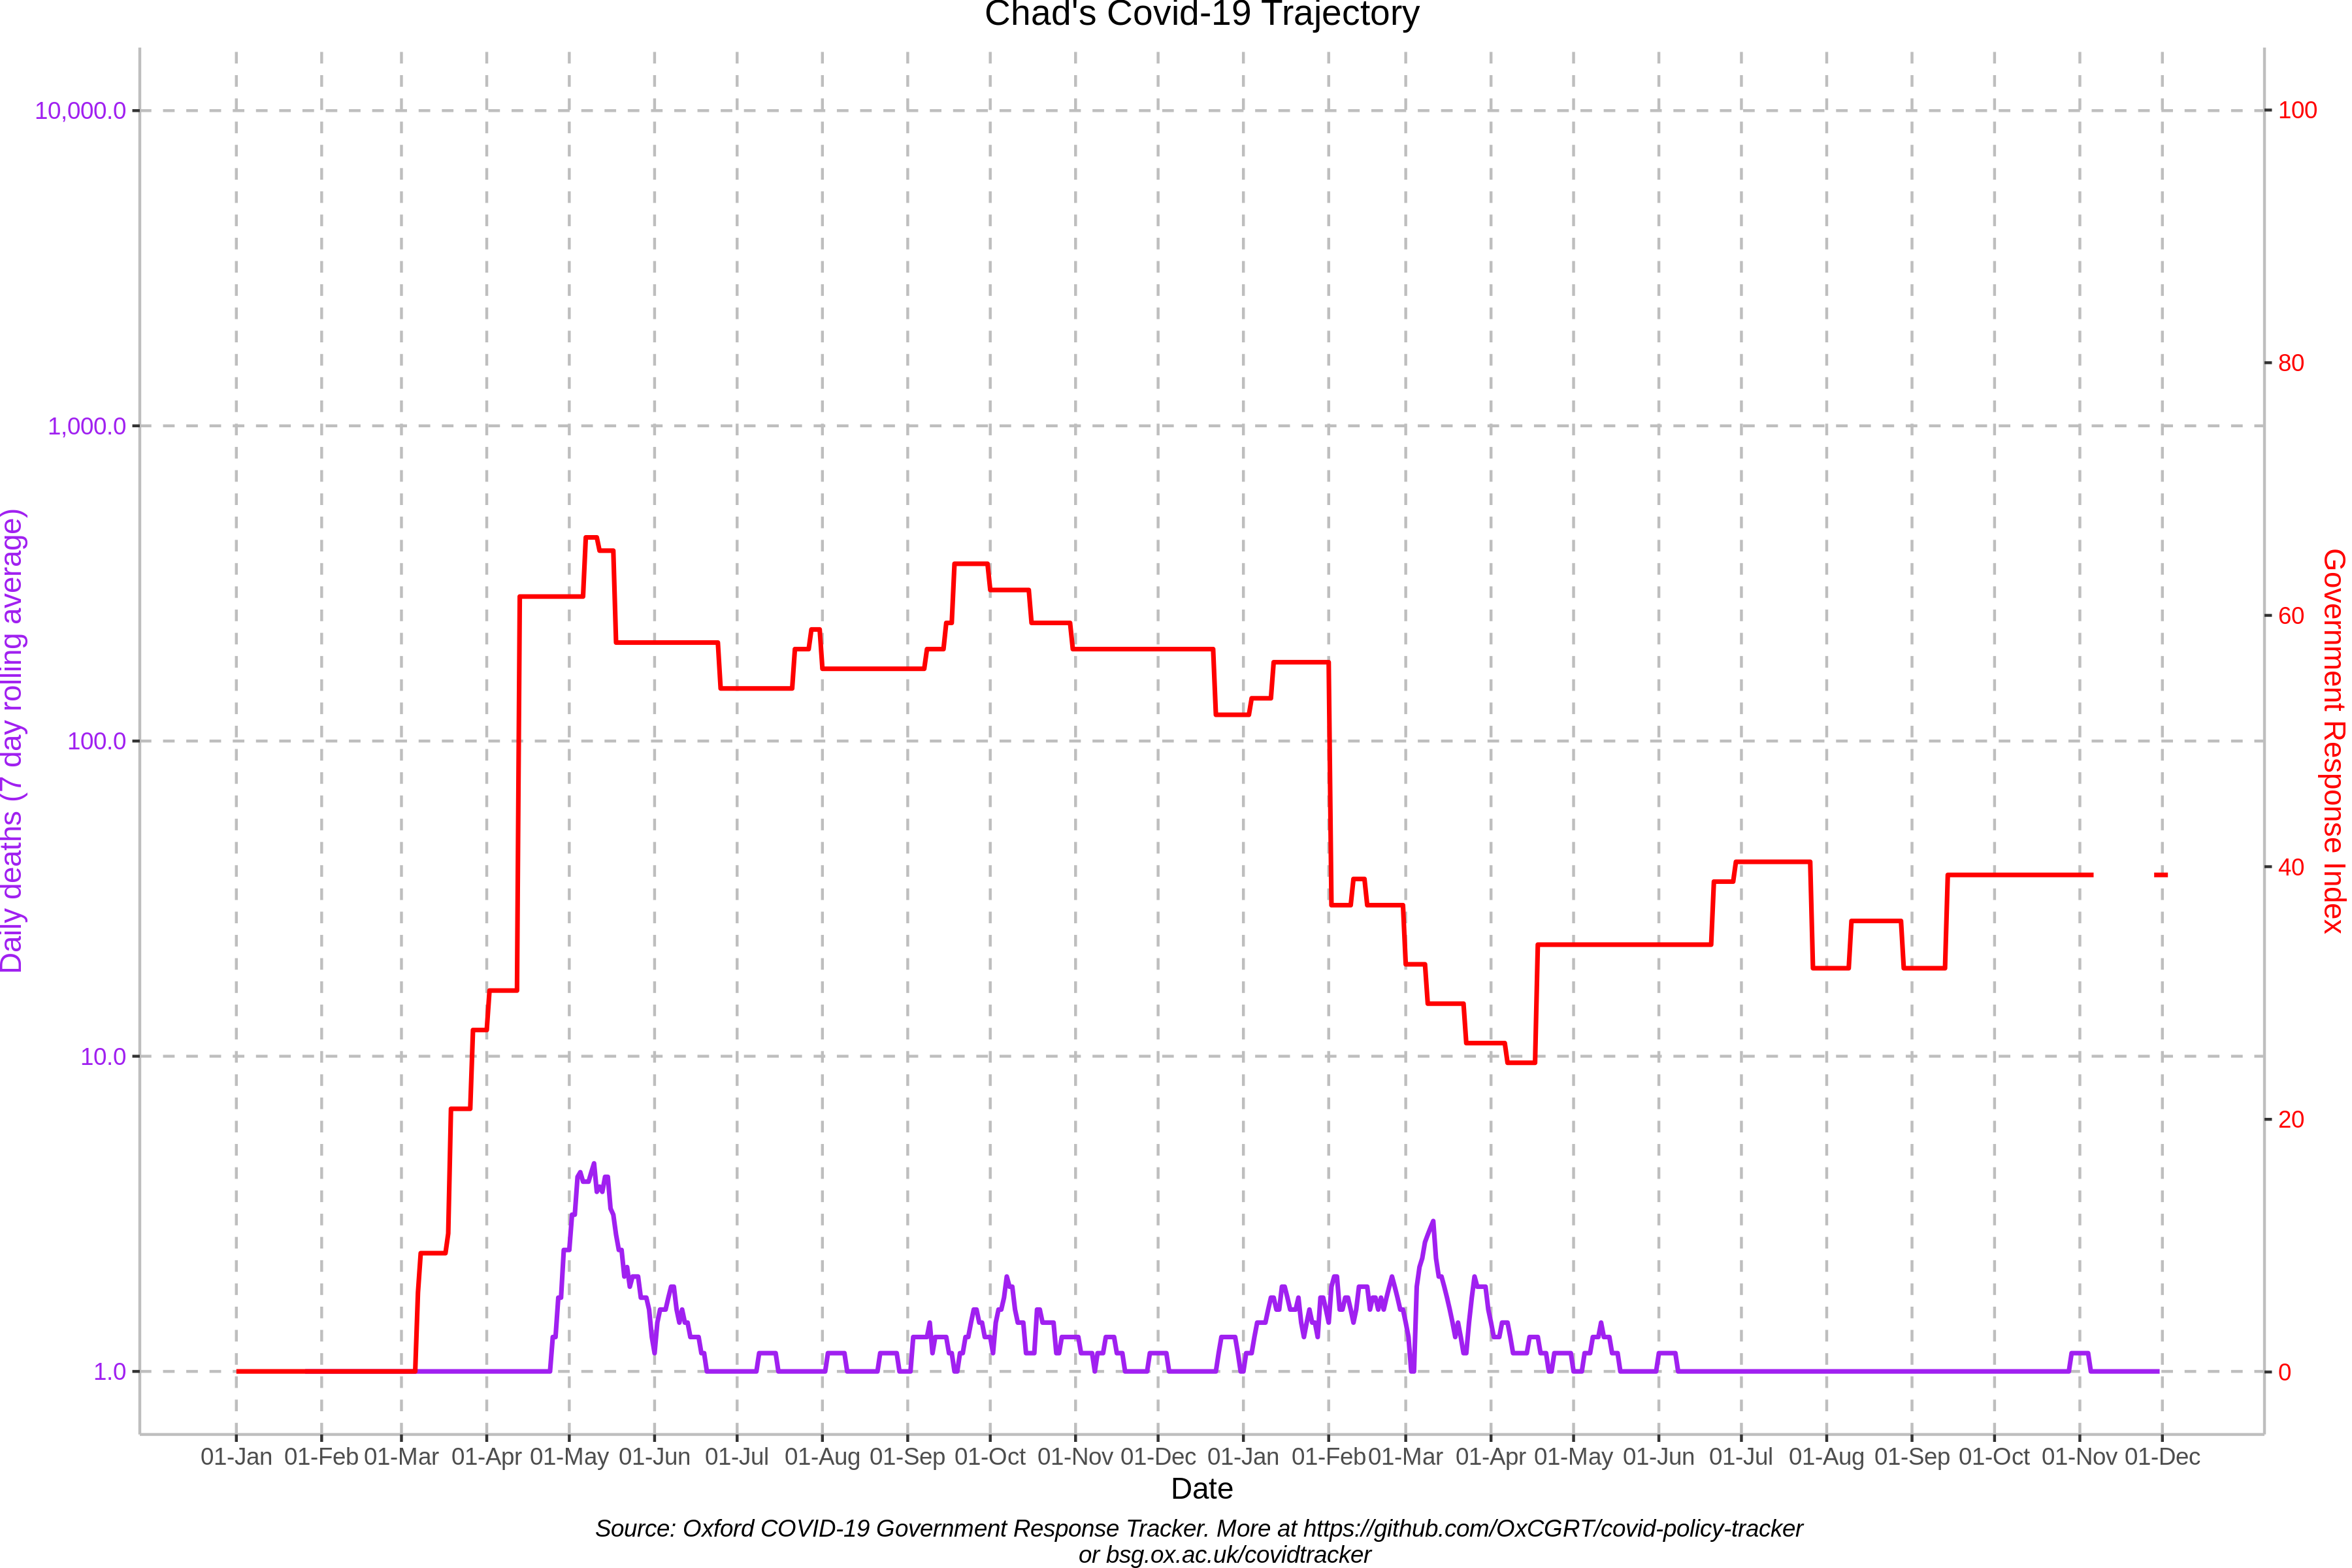 Chad's Covid-19 Trajectory
10,000.0
1,000.0
100.0
10.0
1.0
Daily deaths (7 day rolling average)
100
80
60
40
20
0
Government Response Index
01-Jan 01-Feb 01-Mar 01-Apr 01-May 01-Jun 01-Jul 01-Aug 01-Sep 01-Oct 01-Nov 01-Dec 01-Jan 01-Feb 01-Mar 01-Apr 01-May 01-Jun 01-Jul 01-Aug 01-Sep 01-Oct 01-Nov 01-Dec
Date
Source: Oxford COVID-19 Government Response Tracker. More at https://github.com/OxCGRT/covid-policy-tracker
or bsg.ox.ac.uk/covidtracker